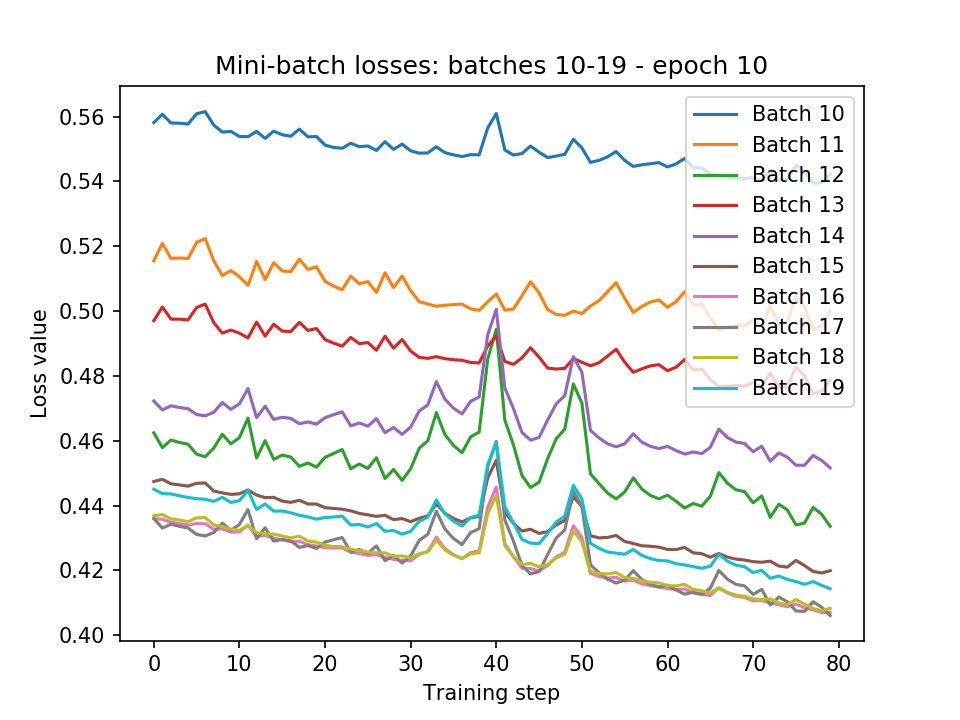 Mini-batch losses: batches 10-19 - epoch 10
Loss value
0.56
0.54
0.52
0.50
0.48
0.46
0.44
0.42
0.40
Batch 10
Batch 11
Batch 12
Batch 13
Batch 14
Batch 15
Batch 16
Batch 17
Batch 18
Batch 19
0 10 20 30 40 50 60 70 80
Training step